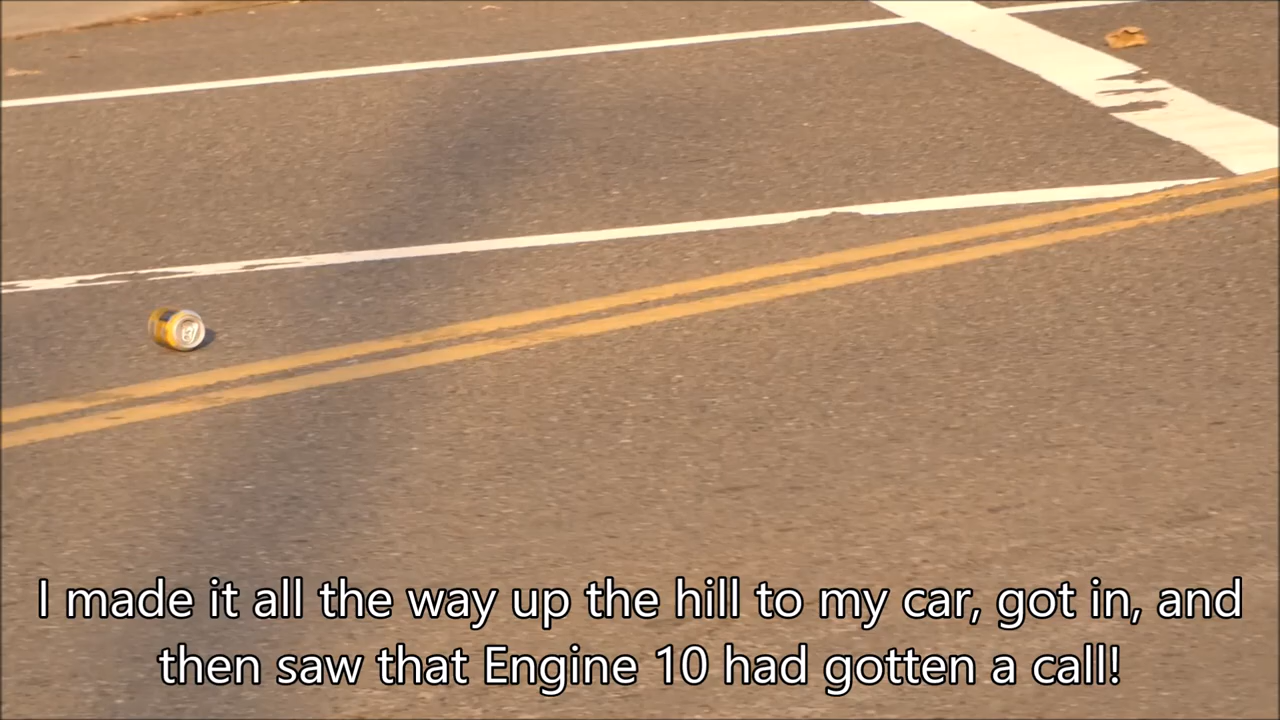 I made it all the way up the hill to my car, got in, and
then saw that Engine 10 had gotten a call!